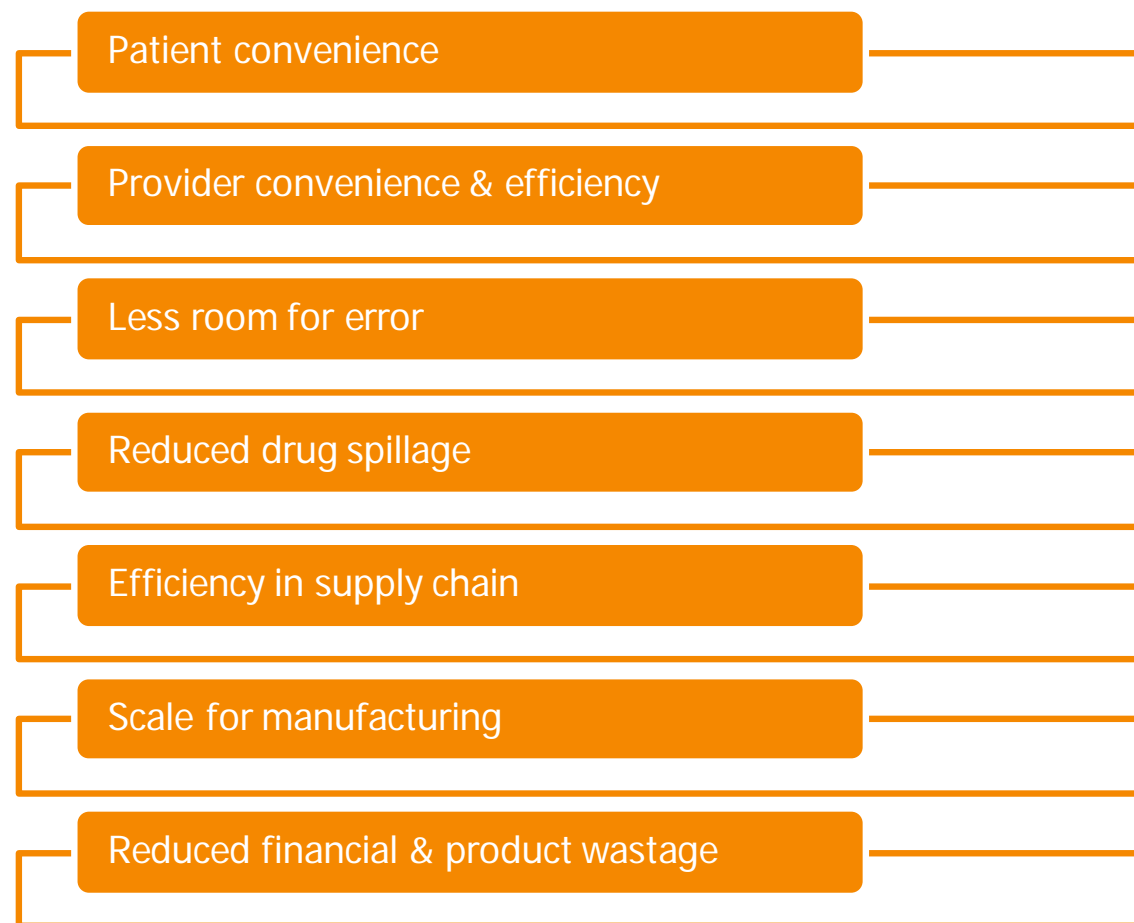 Patient convenience
Provider convenience & efficiency
Less room for error
Reduced drug spillage
Efficiency in supply chain
Scale for manufacturing
Reduced financial & product wastage